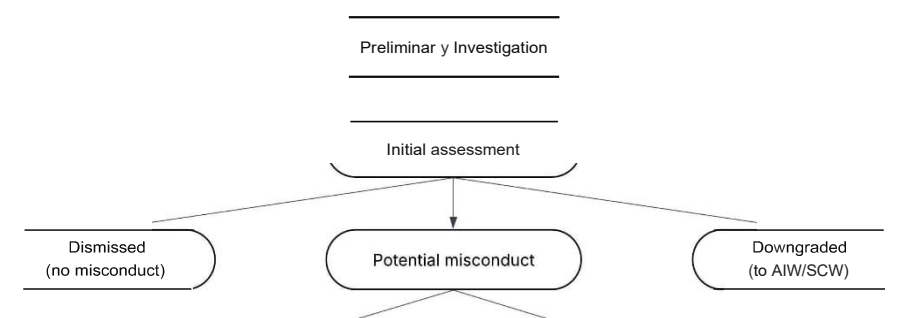 Preliminar y Investigation
Initial assessment
Dismissed
(no misconduct)
Potential misconduct
Downgraded
(to AIW/SCW)